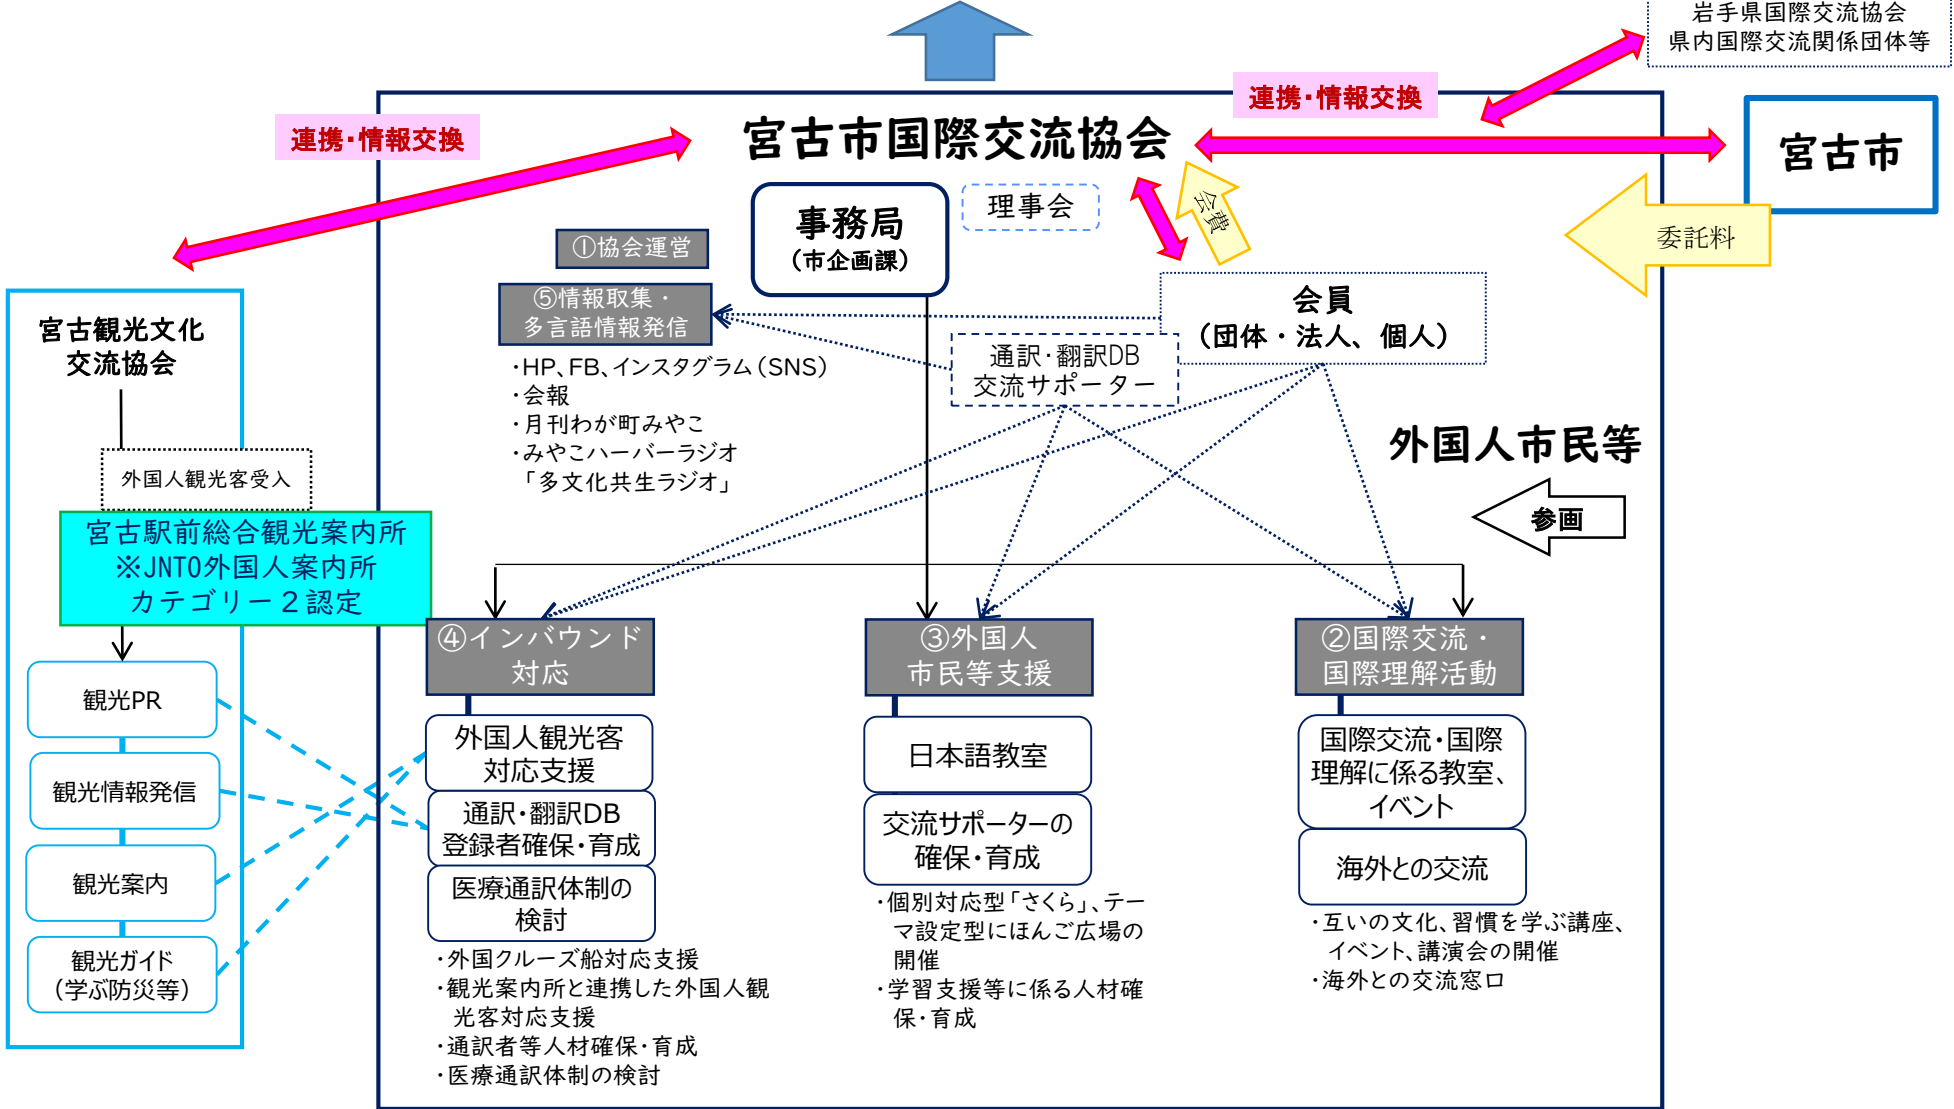 岩手県国際交流協会
県内国際交流関係団体等
連携・情報交換
連携・情報交換
宮古市国際交流協会
宮古市
事務局
（市企画課）
理事会
会費
委託料
①協会運営
⑤情報取集・
多言語情報発信
・HP、FB、インスタグラム（SNS）
・会報
・月刊わが町みやこ
・みやこハーバーラジオ
「多文化共生ラジオ」
会員
（団体・法人、個人）
通訳・翻訳DB
交流サポーター
外国人市民等
参画
宮古観光文化
交流協会
外国人観光客受入
宮古駅前総合観光案内所
※JNTO外国人案内所
カテゴリー２認定
観光PR
観光情報発信
観光案内
観光ガイド
（学ぶ防災等）
④インバウンド
対応
外国人観光客
対応支援
通訳・翻訳DB
登録者確保・育成
医療通訳体制の
検討
・外国クルーズ船対応支援
・観光案内所と連携した外国人観
光客対応支援
・通訳者等人材確保・育成
・医療通訳体制の検討
③外国人
市民等支援
日本語教室
交流サポーターの
確保・育成
・個別対応型「さくら」、テー
マ設定型にほんご広場の
開催
・学習支援等に係る人材確
保・育成
②国際交流・
国際理解活動
国際交流・国際
理解に係る教室、
イベント
海外との交流
・互いの文化、習慣を学ぶ講座、
イベント、講演会の開催
・海外との交流窓口